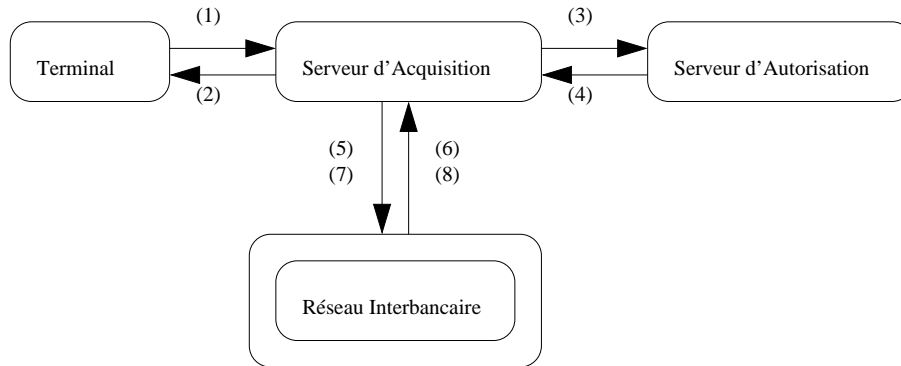 (1)
(3)
Terminal
Serveur d'Acquisition
Serveur d'Autorisation
(2)
(4)
(5)
(6)
(7)
(8)
Réseau Interbancaire